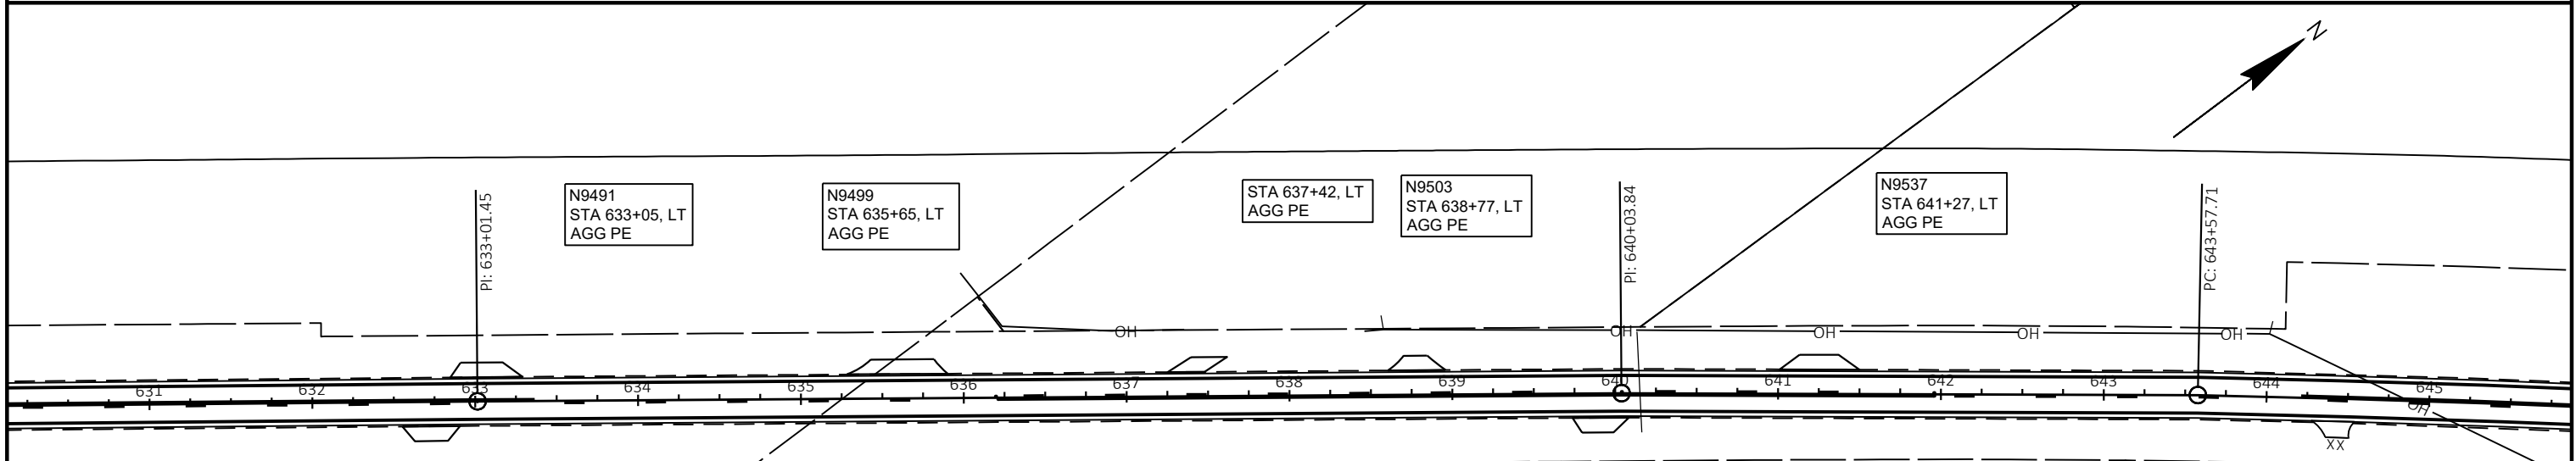 N
N9491
STA 633+05, LT
AGG PE
N9499
STA 635+65, LT
AGG PE
STA 637+42, LT
AGG PE
N9503
STA 638+77, LT
AGG PE
N9537
STA 641+27, LT
AGG PE
PI: 633+01.45
PI: 640+03.84
PC: 643+57.71
OH
OH
OH
OH
OH
631
632
633
634
635
636
637
638
639
640
641
642
643
644
645
OH
XX